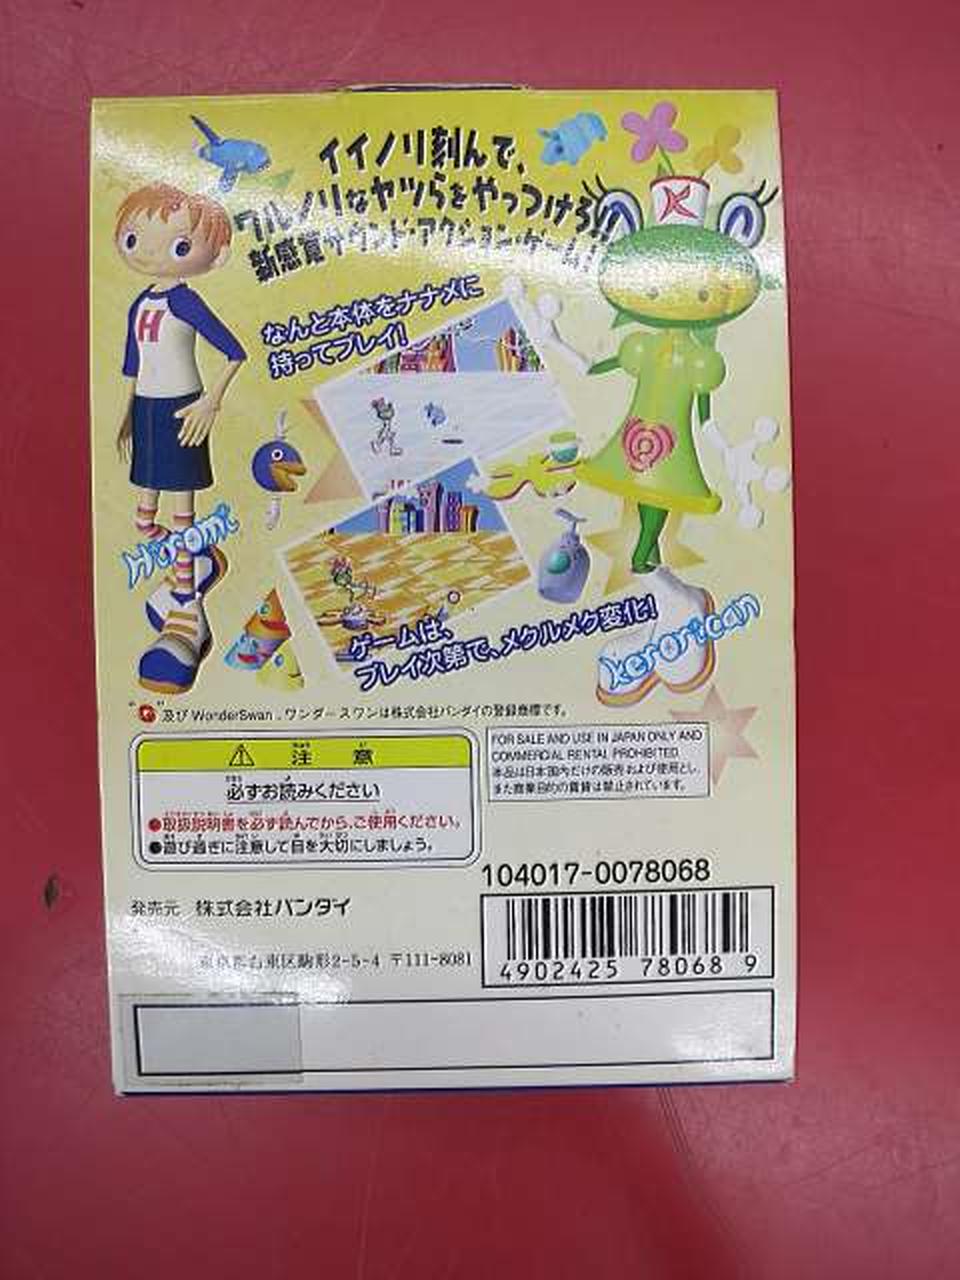 イイノリ刻んで、
ワルノリなヤツらをやっつけろ!!
新感覚サウンド・アクション・ゲーム!!
K
なんと本体をナナメに
持ってプレイ!
H
Hiromi
ゲームは、
プレイ次第で、メクルメク変化!
kerorican
及び WonderSwan、ワンダースワンは株式会社バンダイの登録商標です。
注 意
必ずお読みください
●取扱説明書を必ず読んでから、ご使用ください。
●遊び過ぎに注意して目を大切にしましょう。
FOR SALE AND USE IN JAPAN ONLY AND
COMMERCIAL RENTAL PROHIBITED.
本品は日本国内だけの販売および使用とし、
また商業目的の賃貸は禁止されています。
104017-0078068
発売元 株式会社バンダイ
東京都台東区駒形2-5-4 〒111-8081
4902425 78068 9